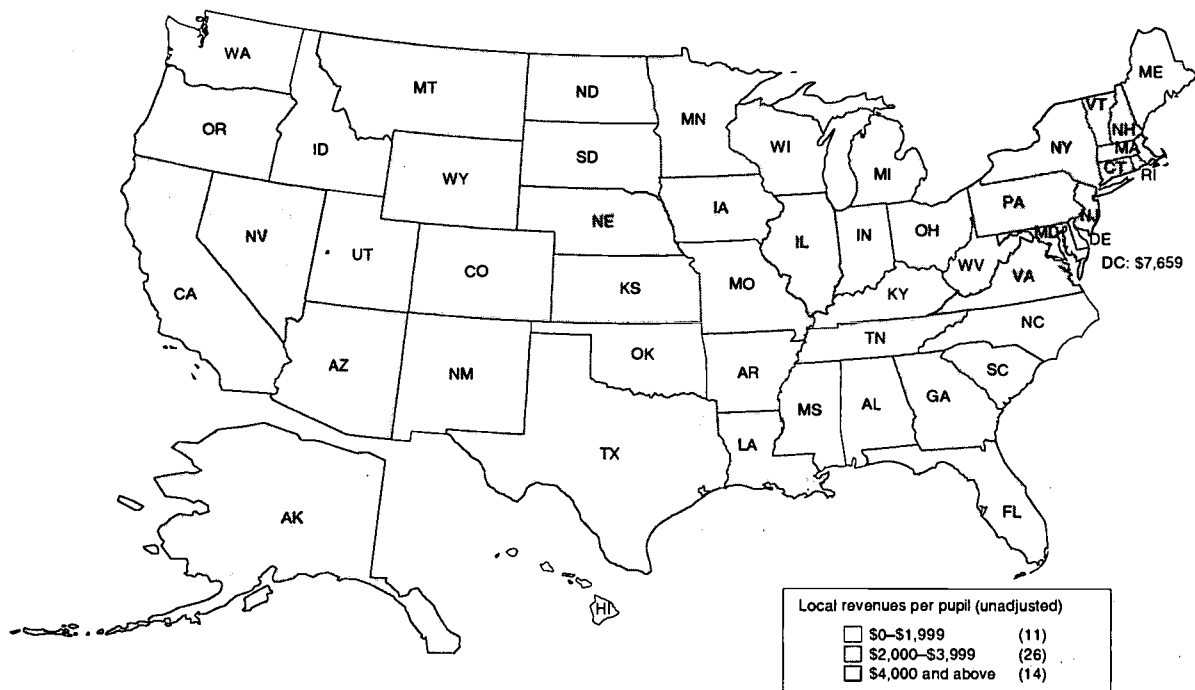 WA
MT
ND
MN
ME
VT
NH
OR
ID
SD
WI
NY
MA
CT
RI
WY
MI
IA
PA
NJ
NE
NV
UT
CO
IL
IN
OH
MD
DE
DC: $7,659
WV
VA
CA
KS
MO
KY
NC
TN
AZ
NM
OK
AR
SC
MS
AL
GA
TX
LA
FL
AK
HI
Local revenues per pupil (unadjusted)
$0–$1,999 (11)
$2,000–$3,999 (26)
$4,000 and above (14)